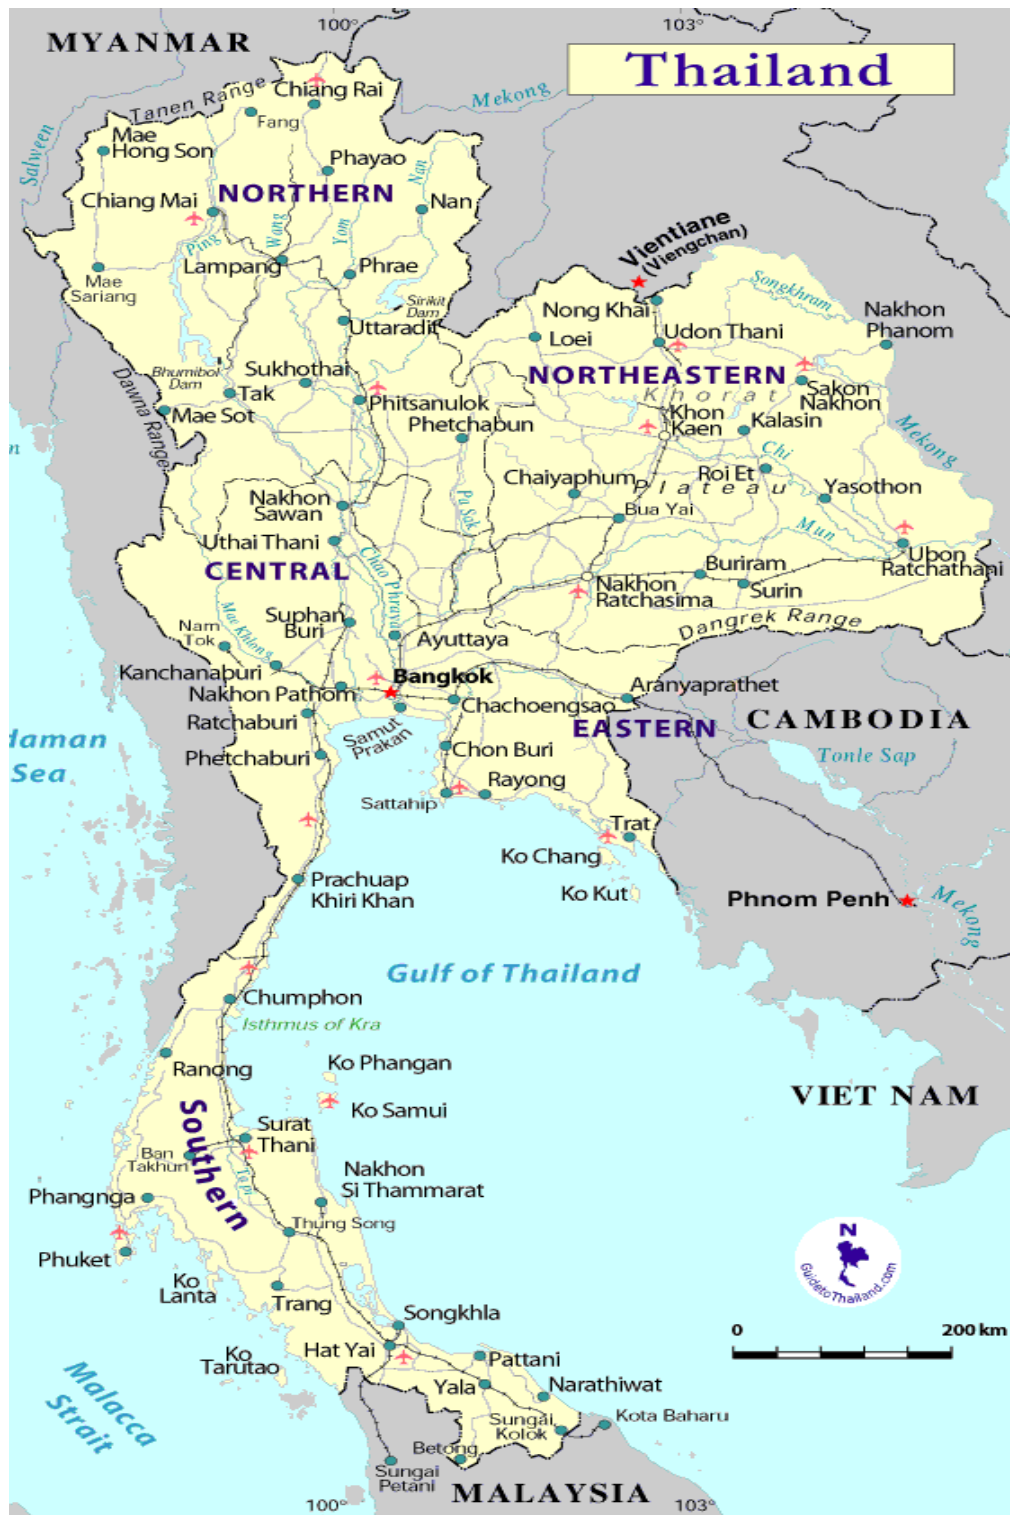 100°
103°
MYANMAR
Thailand
Tanen Range
Chiang Rai
Mekong
Fang
Salween
Mae
Hong Son
Phayao
Nan
NORTHERN
Chiang Mai
Nan
Ping
Wang
Yom
Vientiane
(Viengchan)
Lampang
Phrae
Mae
Sariang
Songkhram
Sirikit
Dam
Nong Khai
Nakhon
Phanom
Uttaradit
Udon Thani
Loei
Bhumibol
Dam
Sukhothai
NORTHEASTERN
Dawna Range
Tak
Khorat
Sakon
Nakhon
Mae Sot
Phitsanulok
Khon
Kaen
Kalasin
Phetchabun
Mekong
n
Chi
Chaiyaphum
Roi Et
Plateau
Yasothon
Nakhon
Sawan
Pa Sak
Bua Yai
Mun
Uthai Thani
Chao Phraya
Ubon
Ratchathani
CENTRAL
Buriram
Nakhon
Ratchasima
Surin
Mae Khlong
Suphan
Buri
Dangrek Range
Nam
Tok
Ayuttaya
Kanchanaburi
Bangkok
Nakhon Pathom
Aranyaprathet
Chachoengsao
Ratchaburi
EASTERN
CAMBODIA
Samut
Prakan
daman
Sea
Phetchaburi
Chon Buri
Tonle Sap
Rayong
Sattahip
Trat
Ko Chang
Prachuap
Khiri Khan
Ko Kut
Phnom Penh
Mekong
Gulf of Thailand
Chumphon
Isthmus of Kra
Ranong
Ko Phangan
VIET NAM
Ko Samui
Southern
Surat
Thani
Ban
Takhun
Tapi
Nakhon
Si Thammarat
Phangnga
Thung Song
N
GuidetoThailand.com
Phuket
Ko
Lanta
Trang
Songkhla
0
200 km
Hat Yai
Ko
Tarutao
Pattani
Malacca
Strait
Yala
Narathiwat
Sungai
Kolok
Kota Baharu
Betong
Sungai
Petani
MALAYSIA
100°
103°